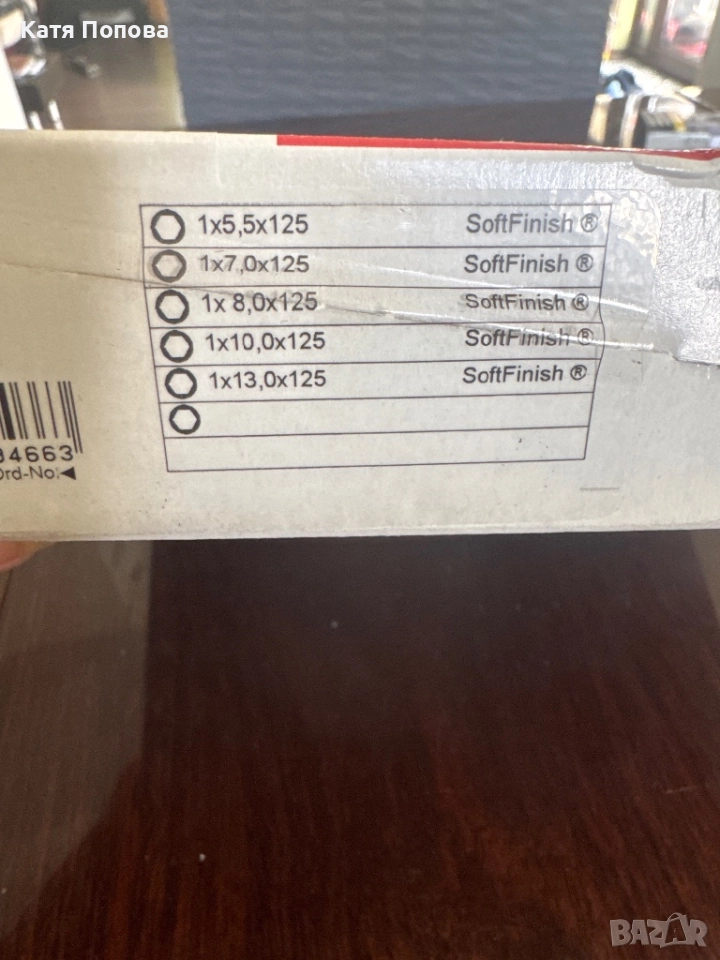 Катя Попова
1x5,5x125 SoftFinish ®
1x7,0x125 SoftFinish ®
1x 8,0x125 SoftFinish ®
1x10,0x125 SoftFinish ®
1x13,0x125 SoftFinish ®
4663
Ord-No:◄
BAZAR